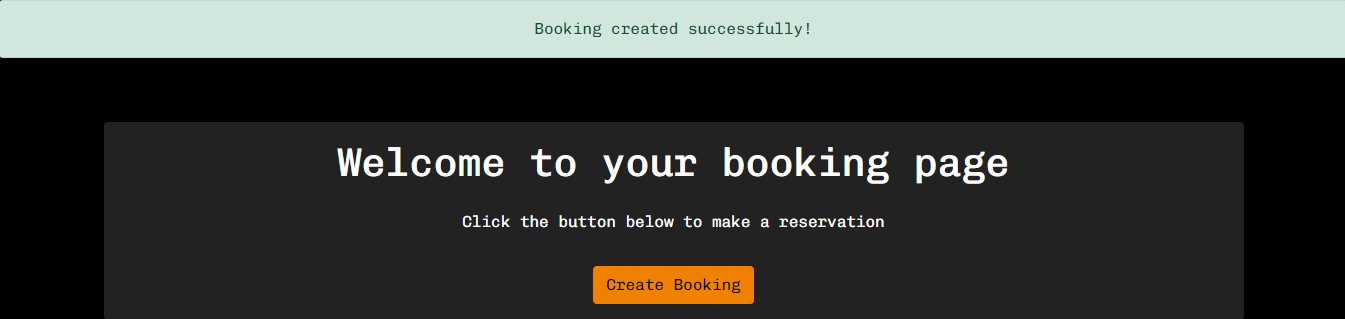 Booking created successfully!
Welcome to your booking page
Click the button below to make a reservation
Create Booking